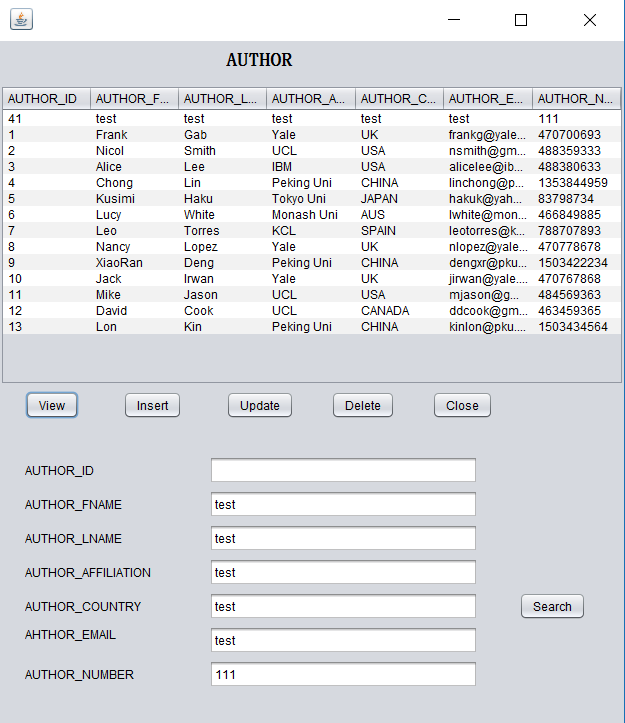 AUTHOR
AUTHOR_ID AUTHOR_F... AUTHOR_L... AUTHOR_A... AUTHOR_C... AUTHOR_E... AUTHOR_N...
41 test test test test test 111
1 Frank Gab Yale UK frankg@yale... 470700693
2 Nicol Smith UCL USA nsmith@gm... 488359333
3 Alice Lee IBM USA alicelee@ib... 488380633
4 Chong Lin Peking Uni CHINA linchong@p... 1353844959
5 Kusimi Haku Tokyo Uni JAPAN hakuk@yah... 83798734
6 Lucy White Monash Uni AUS lwhite@mon... 466849885
7 Leo Torres KCL SPAIN leotorres@k... 788707893
8 Nancy Lopez Yale UK nlopez@yale... 470778678
9 XiaoRan Deng Peking Uni CHINA dengxr@pku... 1503422234
10 Jack Irwan Yale UK jirwan@yale.... 470767868
11 Mike Jason UCL USA mjason@g... 484569363
12 David Cook UCL CANADA ddcook@gm... 463459365
13 Lon Kin Peking Uni CHINA kinlon@pku.... 1503434564
View Insert Update Delete Close
AUTHOR_ID
AUTHOR_FNAME test
AUTHOR_LNAME test
AUTHOR_AFFILIATION test
AUTHOR_COUNTRY test Search
AHTHOR_EMAIL test
AUTHOR_NUMBER 111